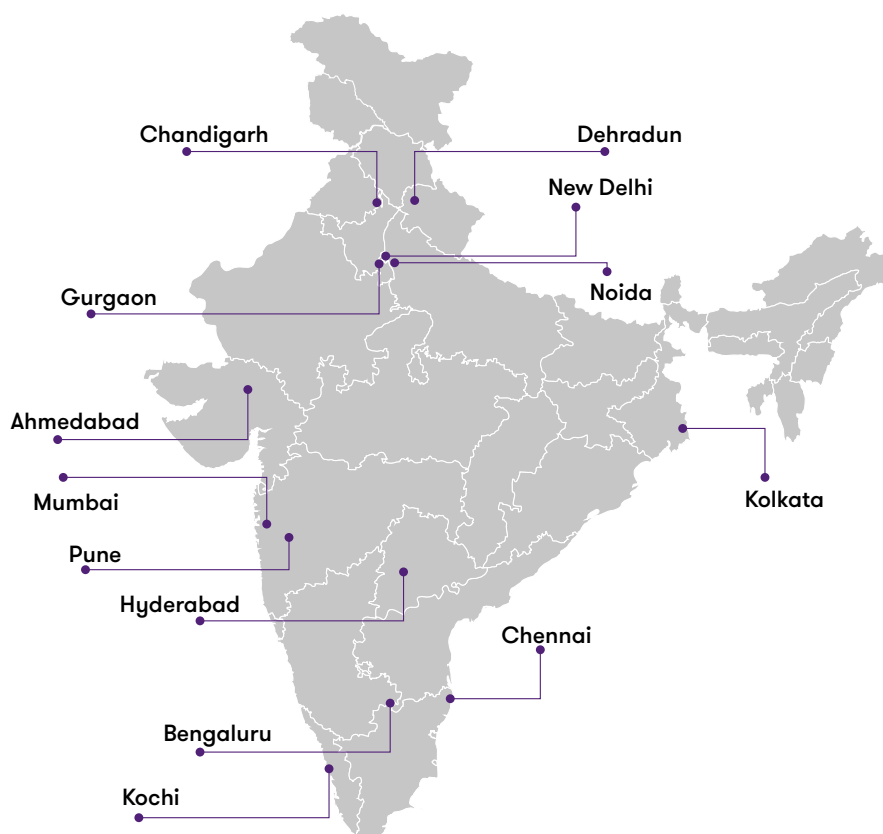 Chandigarh
Dehradun
New Delhi
Gurgaon
Noida
Ahmedabad
Mumbai
Kolkata
Pune
Hyderabad
Chennai
Bengaluru
Kochi